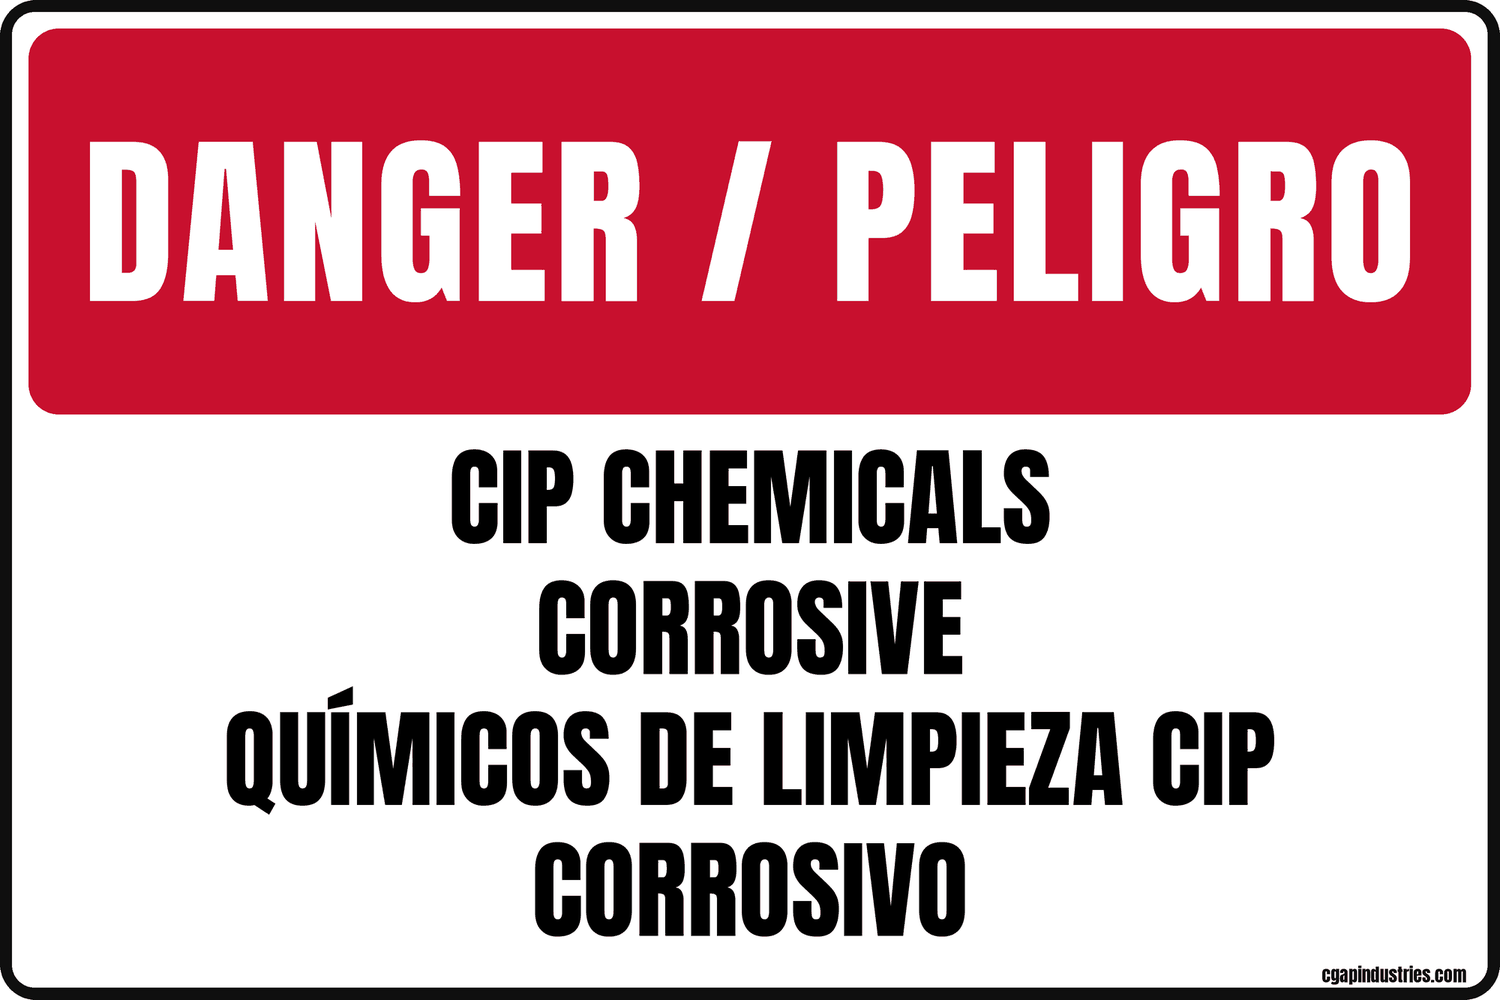 DANGER / PELIGRO
CIP CHEMICALS
CORROSIVE
QUÍMICOS DE LIMPIEZA CIP
CORROSIVO
cgapindustries.com